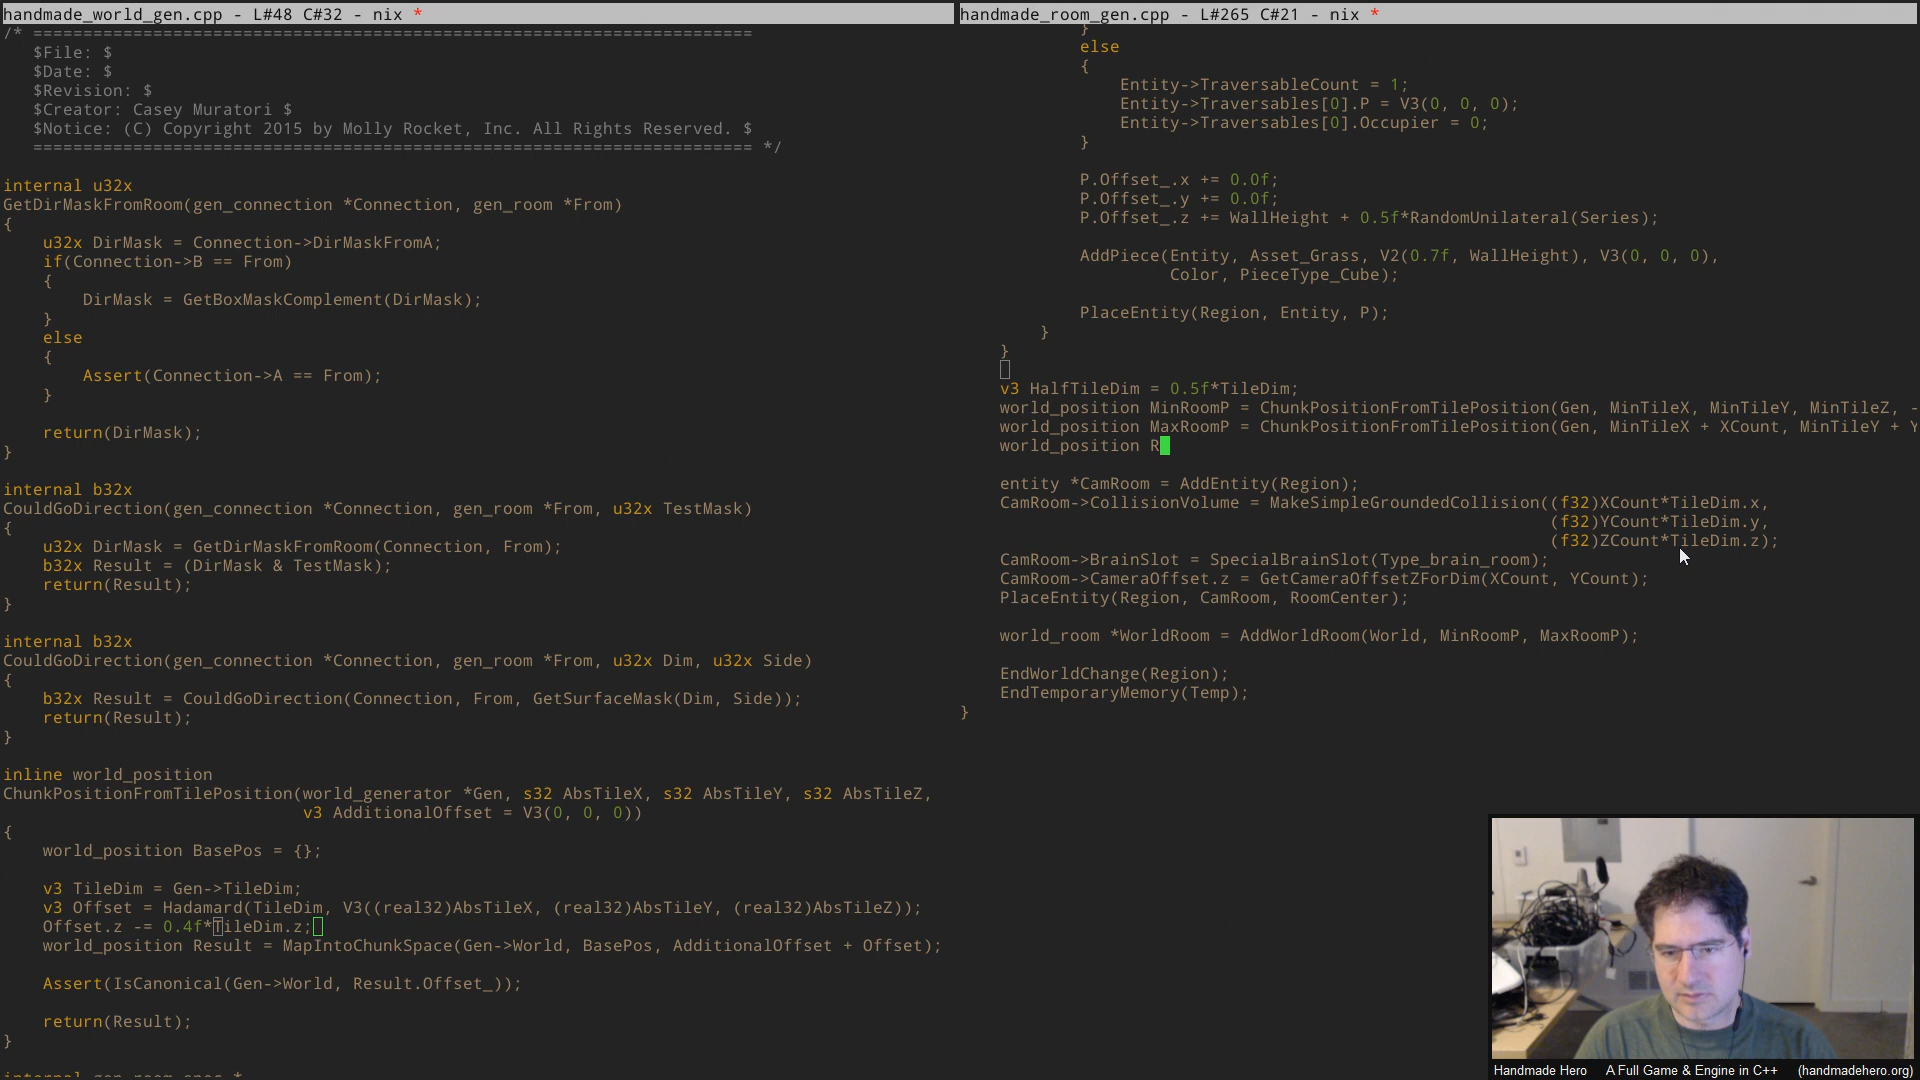 handmade_world_gen.cpp - L#48 C#32 - nix *
/* ========================================================================
$File: $
$Date: $
$Revision: $
$Creator: Casey Muratori $
$Notice: (C) Copyright 2015 by Molly Rocket, Inc. All Rights Reserved. $
======================================================================== */
internal u32x
GetDirMaskFromRoom(gen_connection *Connection, gen_room *From)
{
u32x DirMask = Connection->DirMaskFromA;
if(Connection->B == From)
{
DirMask = GetBoxMaskComplement(DirMask);
}
else
{
Assert(Connection->A == From);
}
return(DirMask);
}
internal b32x
CouldGoDirection(gen_connection *Connection, gen_room *From, u32x TestMask)
{
u32x DirMask = GetDirMaskFromRoom(Connection, From);
b32x Result = (DirMask & TestMask);
return(Result);
}
internal b32x
CouldGoDirection(gen_connection *Connection, gen_room *From, u32x Dim, u32x Side)
{
b32x Result = CouldGoDirection(Connection, From, GetSurfaceMask(Dim, Side));
return(Result);
}
inline world_position
ChunkPositionFromTilePosition(world_generator *Gen, s32 AbsTileX, s32 AbsTileY, s32 AbsTileZ,
v3 AdditionalOffset = V3(0, 0, 0))
{
world_position BasePos = {};
v3 TileDim = Gen->TileDim;
v3 Offset = Hadamard(TileDim, V3((real32)AbsTileX, (real32)AbsTileY, (real32)AbsTileZ));
Offset.z -= 0.4f*TileDim.z;
world_position Result = MapIntoChunkSpace(Gen->World, BasePos, AdditionalOffset + Offset);
Assert(IsCanonical(Gen->World, Result.Offset_));
return(Result);
}
internal gen_room_spec *
handmade_room_gen.cpp - L#265 C#21 - nix *
}
else
{
Entity->TraversableCount = 1;
Entity->Traversables[0].P = V3(0, 0, 0);
Entity->Traversables[0].Occupier = 0;
}
P.Offset_.x += 0.0f;
P.Offset_.y += 0.0f;
P.Offset_.z += WallHeight + 0.5f*RandomUnilateral(Series);
AddPiece(Entity, Asset_Grass, V2(0.7f, WallHeight), V3(0, 0, 0),
Color, PieceType_Cube);
PlaceEntity(Region, Entity, P);
}
}
v3 HalfTileDim = 0.5f*TileDim;
world_position MinRoomP = ChunkPositionFromTilePosition(Gen, MinTileX, MinTileY, MinTileZ, -
world_position MaxRoomP = ChunkPositionFromTilePosition(Gen, MinTileX + XCount, MinTileY + Y
world_position R
entity *CamRoom = AddEntity(Region);
CamRoom->CollisionVolume = MakeSimpleGroundedCollision((f32)XCount*TileDim.x,
(f32)YCount*TileDim.y,
(f32)ZCount*TileDim.z);
CamRoom->BrainSlot = SpecialBrainSlot(Type_brain_room);
CamRoom->CameraOffset.z = GetCameraOffsetZForDim(XCount, YCount);
PlaceEntity(Region, CamRoom, RoomCenter);
world_room *WorldRoom = AddWorldRoom(World, MinRoomP, MaxRoomP);
EndWorldChange(Region);
EndTemporaryMemory(Temp);
}
Handmade Hero A Full Game & Engine in C++ (handmadehero.org)